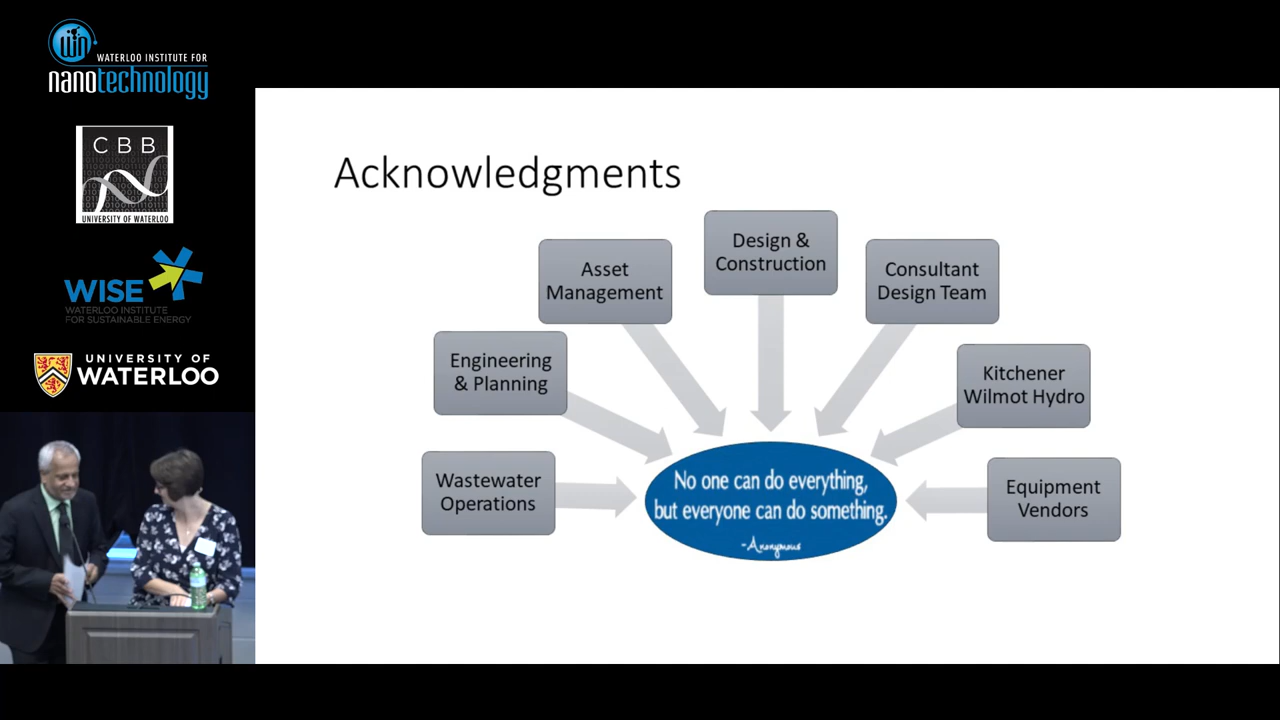 WATERLOO INSTITUTE FOR
nanotechnology
CBB
UNIVERSITY OF WATERLOO
WISE
WATERLOO INSTITUTE
FOR SUSTAINABLE ENERGY
UNIVERSITY OF
WATERLOO
Acknowledgments
Design &
Construction
Asset
Management
Consultant
Design Team
Engineering
& Planning
Kitchener
Wilmot Hydro
Wastewater
Operations
No one can do everything,
but everyone can do something.
-Anonymous
Equipment
Vendors